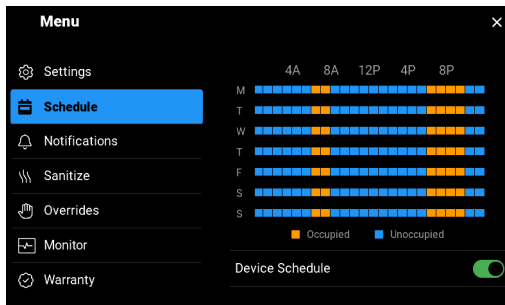 Menu
Settings
Schedule
Notifications
Sanitize
Overrides
Monitor
Warranty
4A 8A 12P 4P 8P
M
T
W
T
F
S
S
Occupied Unoccupied
Device Schedule